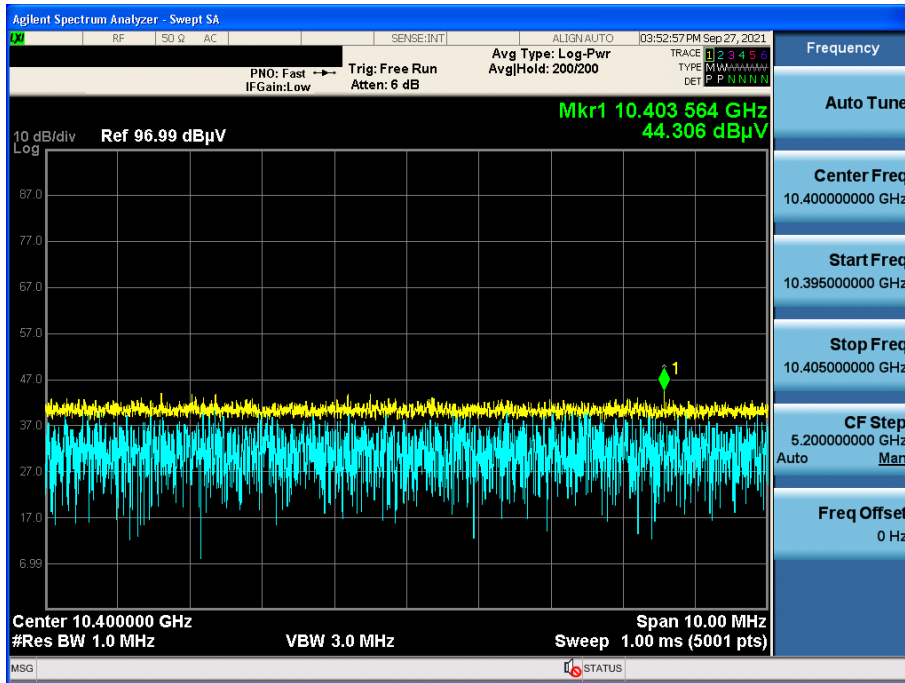 Agilent Spectrum Analyzer - Swept SA
LXI RF 50 Ω AC SENSE:INT ALIGN AUTO 03:52:57 PM Sep 27, 2021
Frequency
Avg Type: Log-Pwr TRACE 1 2 3 4 5 6
PNO: Fast Trig: Free Run Avg|Hold: 200/200 TYPE
IFGain:Low Atten: 6 dB DET P P N N N N
Auto Tune
Mkr1 10.403 564 GHz
44.306 dBµV
10 dB/div Ref 96.99 dBµV
Log
87.0
77.0
67.0
57.0
47.0
37.0
27.0
17.0
6.99
1
Center Freq
10.400000000 GHz
Start Freq
10.395000000 GHz
Stop Freq
10.405000000 GHz
CF Step
5.200000000 GHz
Auto Man
Freq Offset
0 Hz
Center 10.400000 GHz Span 10.00 MHz
#Res BW 1.0 MHz VBW 3.0 MHz Sweep 1.00 ms (5001 pts)
MSG STATUS